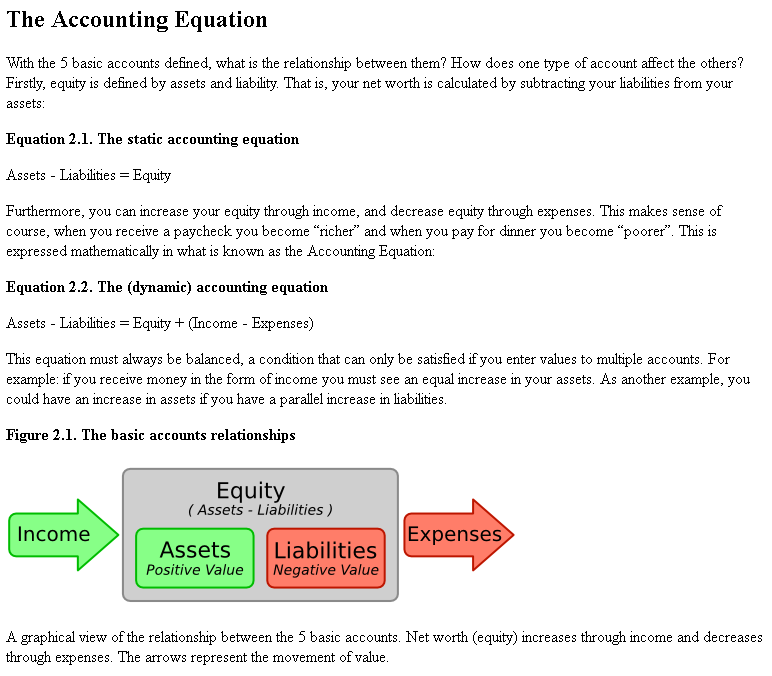 The Accounting Equation
With the 5 basic accounts defined, what is the relationship between them? How does one type of account affect the others?
Firstly, equity is defined by assets and liability. That is, your net worth is calculated by subtracting your liabilities from your
assets:
Equation 2.1. The static accounting equation
Assets - Liabilities = Equity
Furthermore, you can increase your equity through income, and decrease equity through expenses. This makes sense of
course, when you receive a paycheck you become “richer” and when you pay for dinner you become “poorer”. This is
expressed mathematically in what is known as the Accounting Equation:
Equation 2.2. The (dynamic) accounting equation
Assets - Liabilities = Equity + (Income - Expenses)
This equation must always be balanced, a condition that can only be satisfied if you enter values to multiple accounts. For
example: if you receive money in the form of income you must see an equal increase in your assets. As another example, you
could have an increase in assets if you have a parallel increase in liabilities.
Figure 2.1. The basic accounts relationships
Equity
( Assets - Liabilities )
Income
Assets
Positive Value
Liabilities
Negative Value
Expenses
A graphical view of the relationship between the 5 basic accounts. Net worth (equity) increases through income and decreases
through expenses. The arrows represent the movement of value.